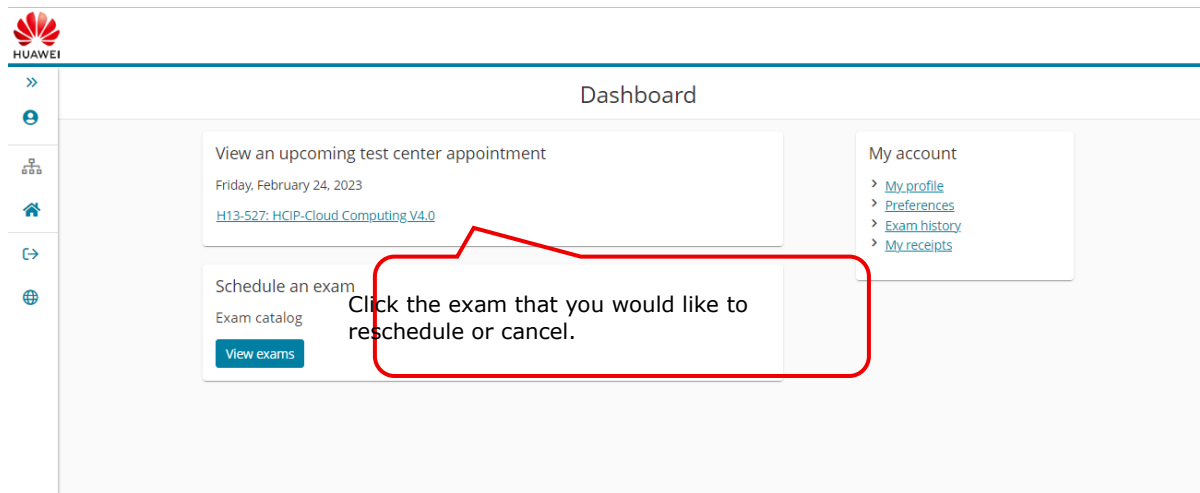 HUAWEI
Dashboard
View an upcoming test center appointment
Friday, February 24, 2023
H13-527: HCIP-Cloud Computing V4.0
My account
My profile
Preferences
Exam history
My receipts
Schedule an exam
Exam catalog
View exams
Click the exam that you would like to
reschedule or cancel.